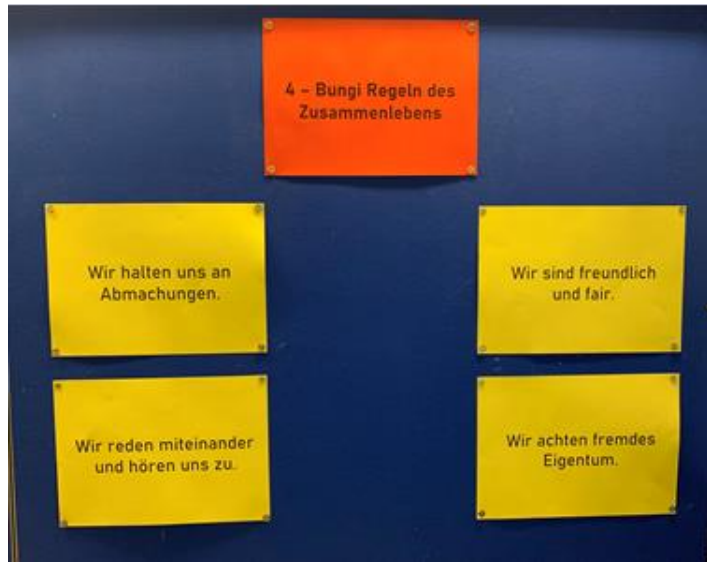 4 – Bungi Regeln des
Zusammenlebens
Wir halten uns an
Abmachungen.
Wir sind freundlich
und fair.
Wir reden miteinander
und hören uns zu.
Wir achten fremdes
Eigentum.